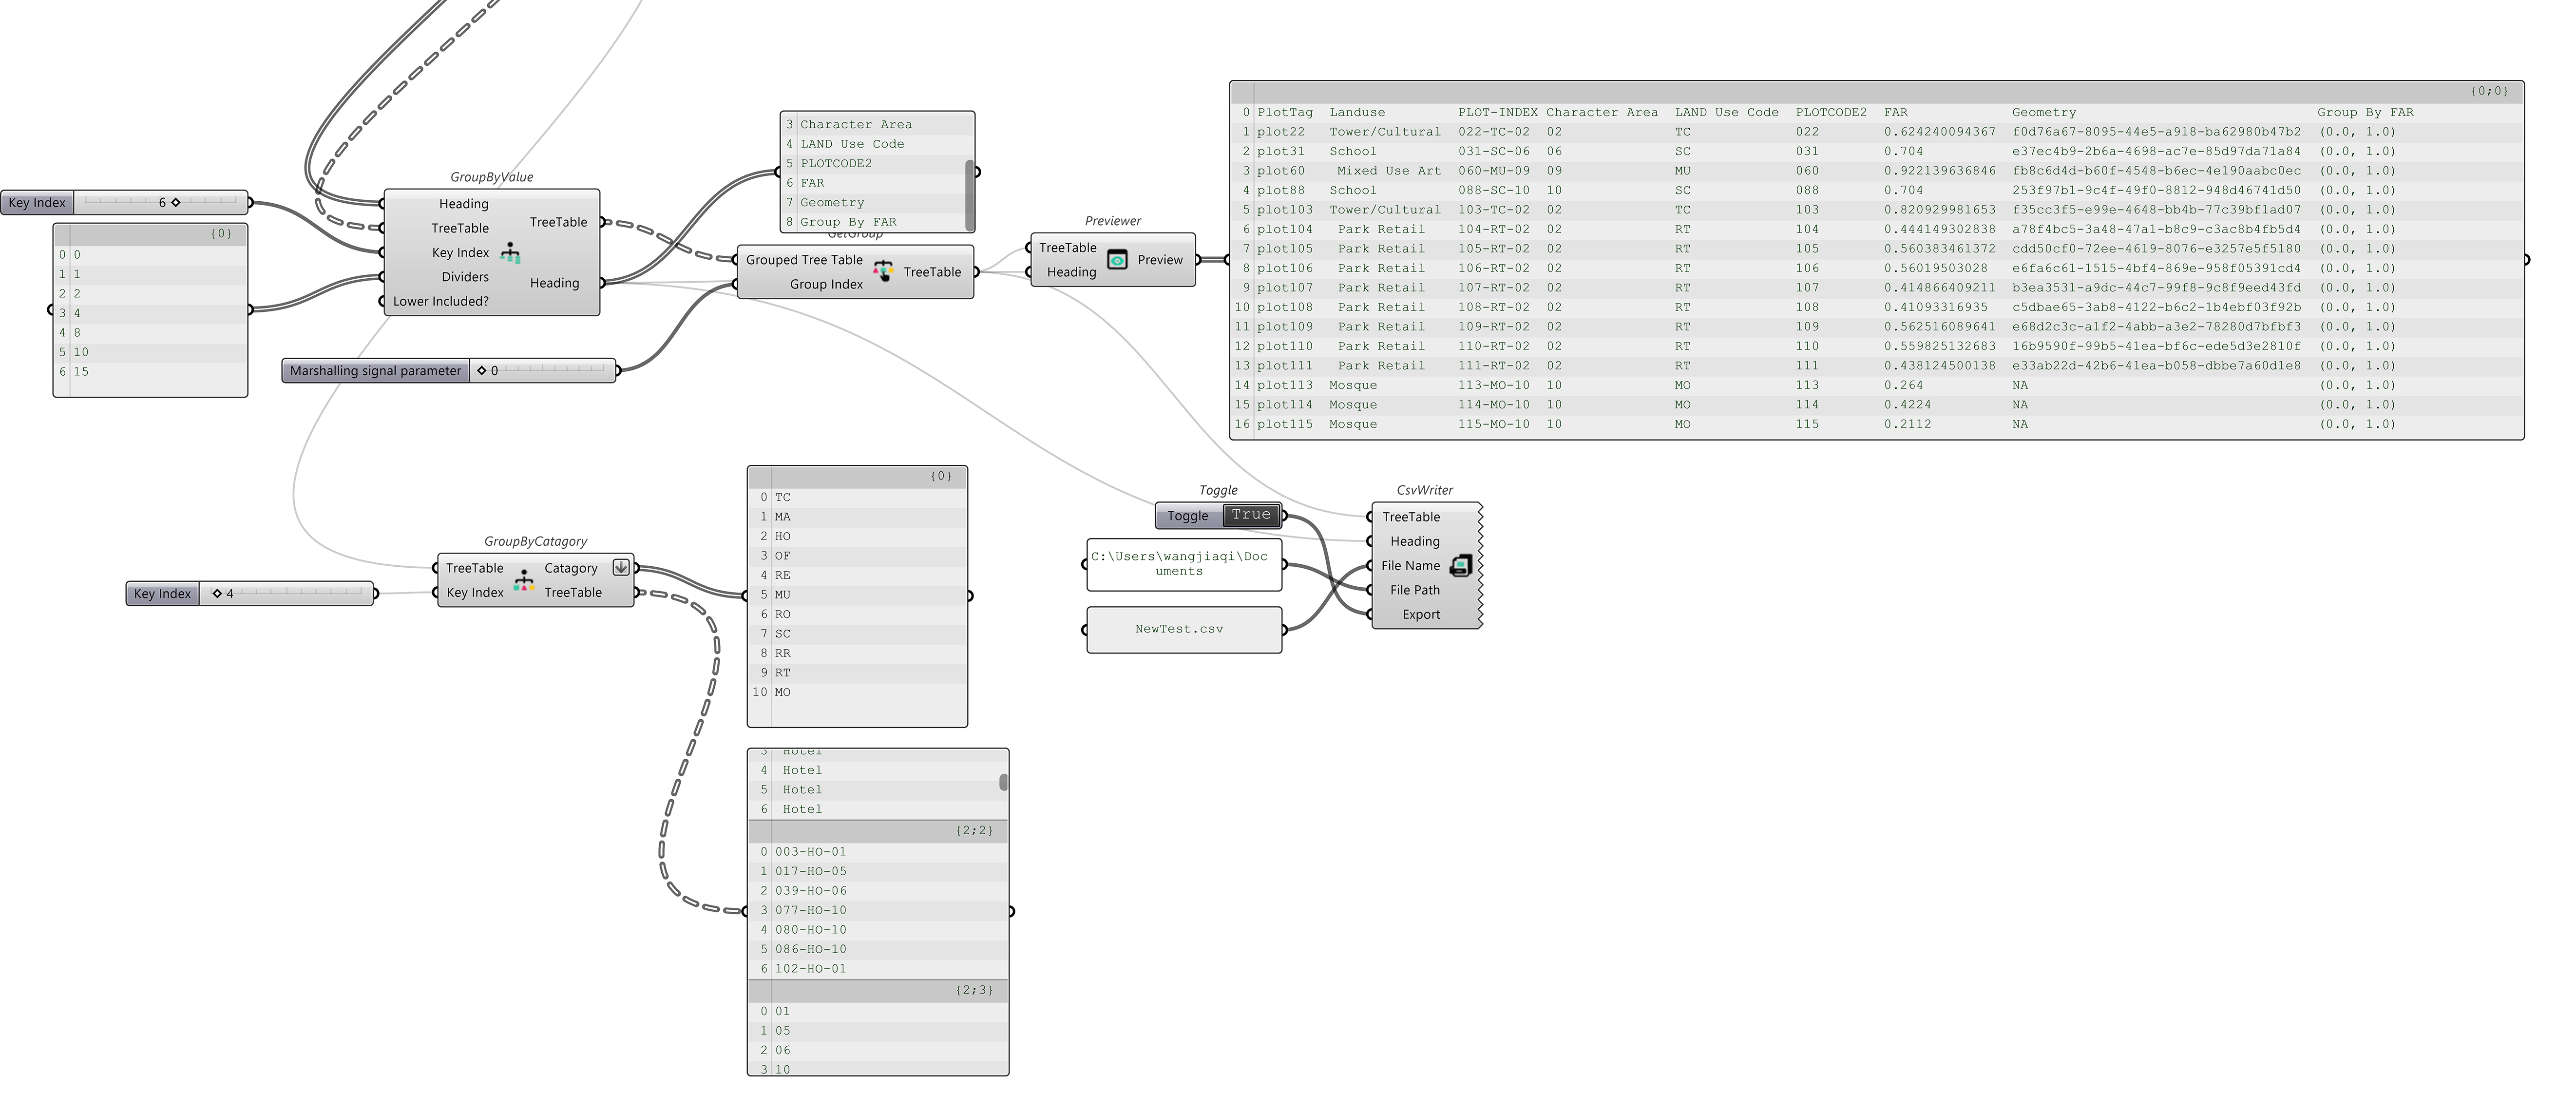 Key Index 6
{0}
0 0
1 1
2 2
3 4
4 8
5 10
6 15
GroupByValue
Heading
TreeTable
Key Index
Dividers
Lower Included?
TreeTable
Heading
Marshalling signal parameter 0
3 Character Area
4 LAND Use Code
5 PLOTCODE2
6 FAR
7 Geometry
8 Group By FAR
GetGroup
Grouped Tree Table
Group Index
TreeTable
Previewer
TreeTable
Heading
Preview
{0;0}
0 PlotTag Landuse PLOT-INDEX Character Area LAND Use Code PLOTCODE2 FAR Geometry Group By FAR
1 plot22 Tower/Cultural 022-TC-02 02 TC 022 0.624240094367 f0d76a67-8095-44e5-a918-ba62980b47b2 (0.0, 1.0)
2 plot31 School 031-SC-06 06 SC 031 0.704 e37ec4b9-2b6a-4698-ac7e-85d97da71a84 (0.0, 1.0)
3 plot60 Mixed Use Art 060-MU-09 09 MU 060 0.922139636846 fb8c6d4d-b60f-4548-b6ec-4e190aabc0ec (0.0, 1.0)
4 plot88 School 088-SC-10 10 SC 088 0.704 253f97b1-9c4f-49f0-8812-948d46741d50 (0.0, 1.0)
5 plot103 Tower/Cultural 103-TC-02 02 TC 103 0.820929981653 f35cc3f5-e99e-4648-bb4b-77c39bf1ad07 (0.0, 1.0)
6 plot104 Park Retail 104-RT-02 02 RT 104 0.444149302838 a78f4bc5-3a48-47a1-b8c9-c3ac8b4fb5d4 (0.0, 1.0)
7 plot105 Park Retail 105-RT-02 02 RT 105 0.560383461372 cdd50cf0-72ee-4619-8076-e3257e5f5180 (0.0, 1.0)
8 plot106 Park Retail 106-RT-02 02 RT 106 0.56019503028 e6fa6c61-1515-4bf4-869e-958f05391cd4 (0.0, 1.0)
9 plot107 Park Retail 107-RT-02 02 RT 107 0.414866409211 b3ea3531-a9dc-44c7-99f8-9c8f9eed43fd (0.0, 1.0)
10 plot108 Park Retail 108-RT-02 02 RT 108 0.41093316935 c5dbae65-3ab8-4122-b6c2-1b4ebf03f92b (0.0, 1.0)
11 plot109 Park Retail 109-RT-02 02 RT 109 0.562516089641 e68d2c3c-a1f2-4abb-a3e2-78280d7bfbf3 (0.0, 1.0)
12 plot110 Park Retail 110-RT-02 02 RT 110 0.559825132683 16b9590f-99b5-41ea-bf6c-ede5d3e2810f (0.0, 1.0)
13 plot111 Park Retail 111-RT-02 02 RT 111 0.438124500138 e33ab22d-42b6-41ea-b058-dbbe7a60d1e8 (0.0, 1.0)
14 plot113 Mosque 113-MO-10 10 MO 113 0.264 NA (0.0, 1.0)
15 plot114 Mosque 114-MO-10 10 MO 114 0.4224 NA (0.0, 1.0)
16 plot115 Mosque 115-MO-10 10 MO 115 0.2112 NA (0.0, 1.0)
Key Index 4
GroupByCatagory
TreeTable
Key Index
Catagory
TreeTable
{0}
0 TC
1 MA
2 HO
3 OF
4 RE
5 MU
6 RO
7 SC
8 RR
9 RT
10 MO
3 Hotel
4 Hotel
5 Hotel
6 Hotel
{2;2}
0 003-HO-01
1 017-HO-05
2 039-HO-06
3 077-HO-10
4 080-HO-10
5 086-HO-10
6 102-HO-01
{2;3}
0 01
1 05
2 06
3 10
Toggle
Toggle True
C:\Users\wangjiaqi\Doc
uments
NewTest.csv
CsvWriter
TreeTable
Heading
File Name
File Path
Export